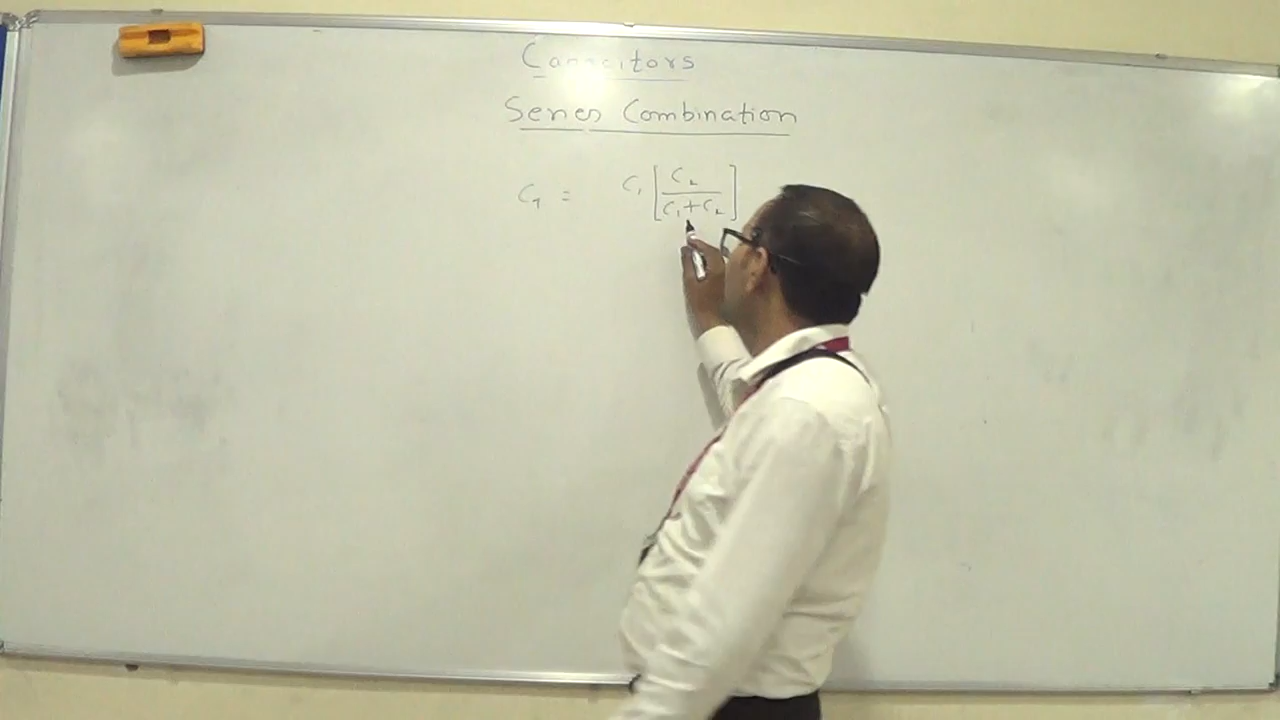 Capacitors
Series Combination
C_T = C_1 [ C_2 / (C_1 + C_2) ]